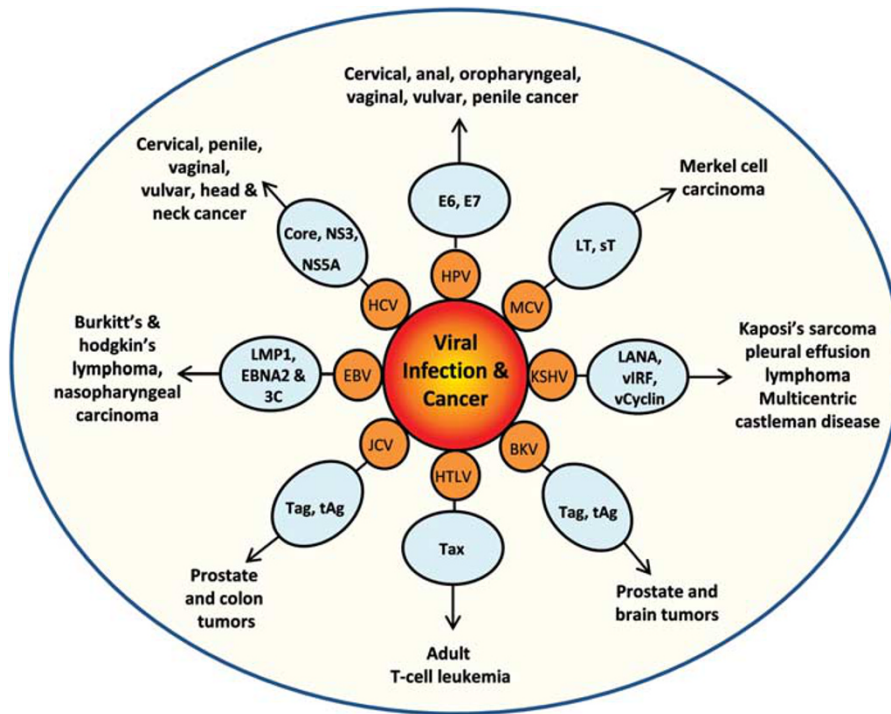 Cervical, anal, oropharyngeal,
vaginal, vulvar, penile cancer
Cervical, penile,
vaginal,
vulvar, head &
neck cancer
Merkel cell
carcinoma
E6, E7
Core, NS3,
NS5A
LT, sT
HPV
HCV
MCV
Burkitt's &
hodgkin's
lymphoma,
nasopharyngeal
carcinoma
LMP1,
EBNA2 &
3C
EBV
Viral
Infection &
Cancer
KSHV
LANA,
vIRF,
vCyclin
Kaposi's sarcoma
pleural effusion
lymphoma
Multicentric
castleman disease
JCV
HTLV
BKV
Tag, tAg
Tax
Tag, tAg
Prostate
and colon
tumors
Adult
T-cell leukemia
Prostate and
brain tumors